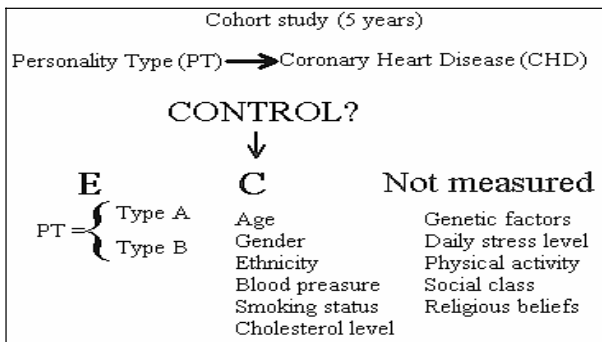 Cohort study (5 years)
Personality Type (PT) Coronary Heart Disease (CHD)
CONTROL?
E C Not measured
PT = Type A Type B
Age Genetic factors
Gender Daily stress level
Ethnicity Physical activity
Blood preasure Social class
Smoking status Religious beliefs
Cholesterol level